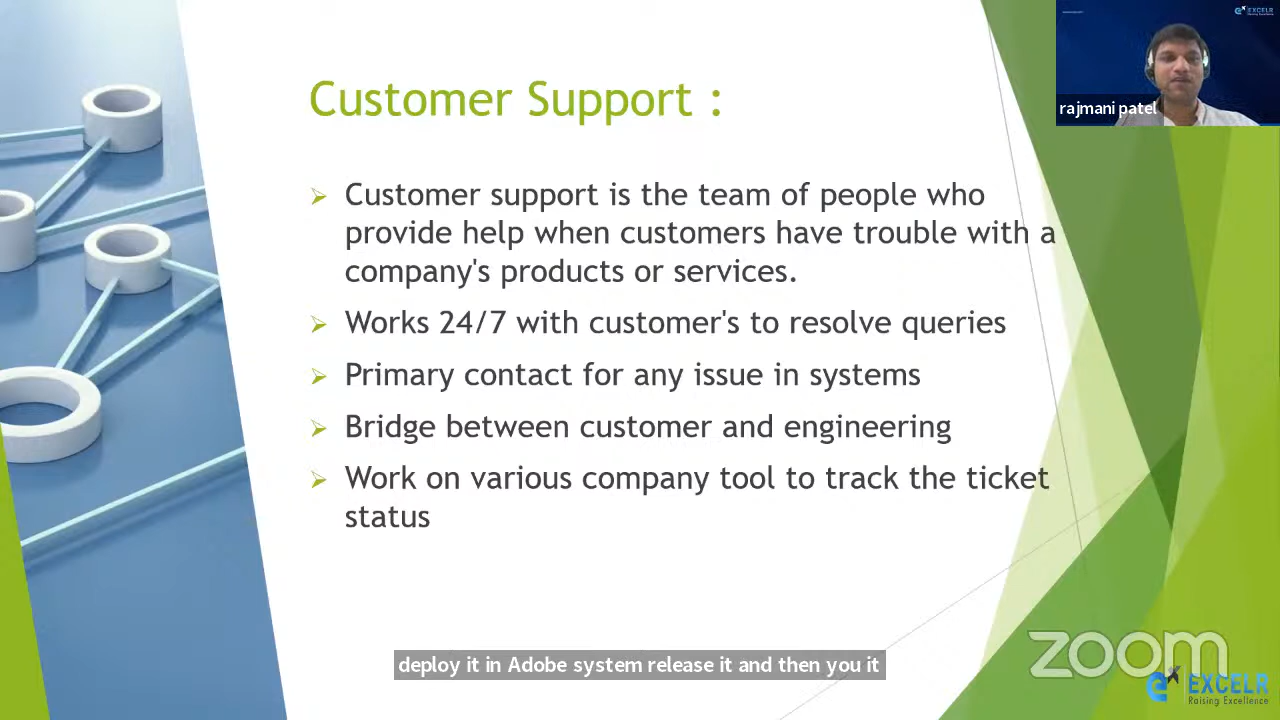 EXCELR
rajmani patel
Customer Support :
Customer support is the team of people who
provide help when customers have trouble with a
company's products or services.
Works 24/7 with customer's to resolve queries
Primary contact for any issue in systems
Bridge between customer and engineering
Work on various company tool to track the ticket
status
deploy it in Adobe system release it and then you it
zoom
EXCELR
Raising Excellence